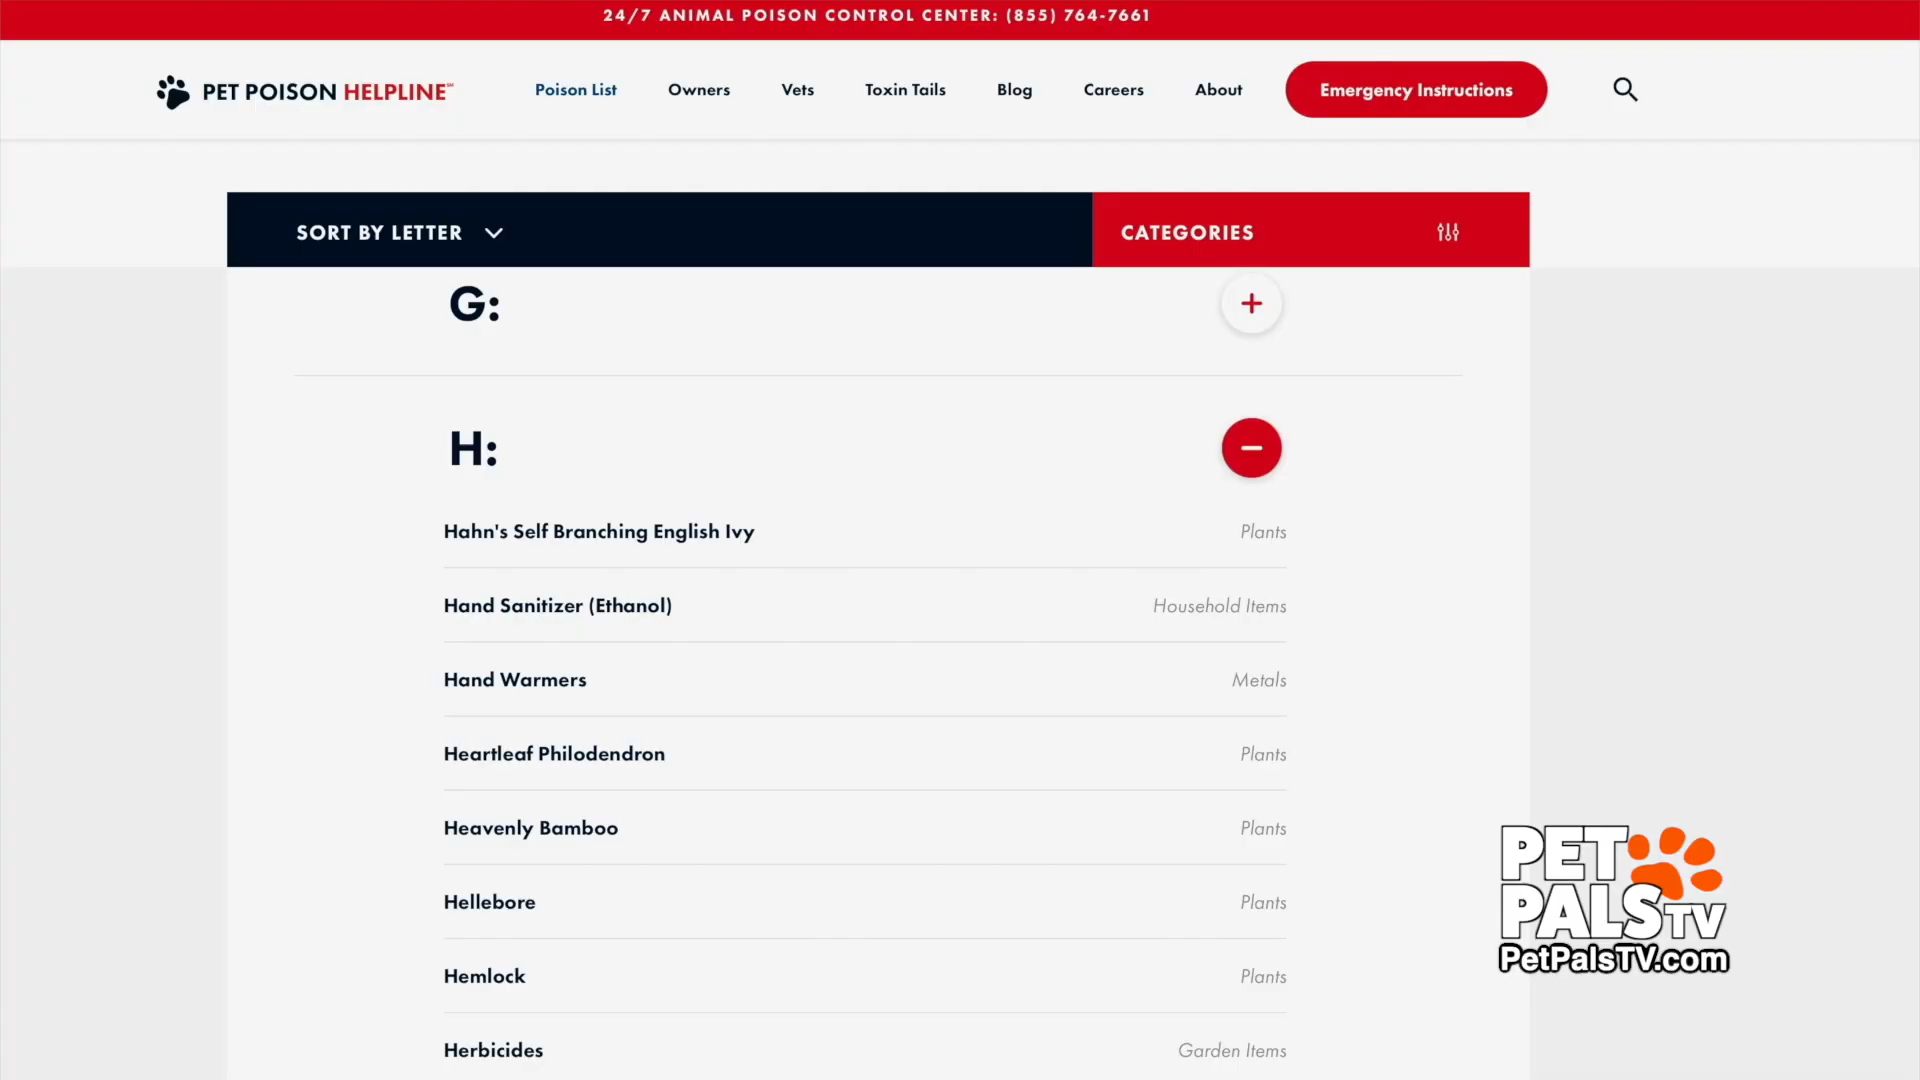 24/7 ANIMAL POISON CONTROL CENTER: (855) 764-7661
PET POISON HELPLINE℠
Poison List
Owners
Vets
Toxin Tails
Blog
Careers
About
Emergency Instructions
SORT BY LETTER
CATEGORIES
G:
+
H:
Hahn's Self Branching English Ivy Plants
Hand Sanitizer (Ethanol) Household Items
Hand Warmers Metals
Heartleaf Philodendron Plants
Heavenly Bamboo Plants
Hellebore Plants
Hemlock Plants
Herbicides Garden Items
PET
PALS TV
PetPalsTV.com